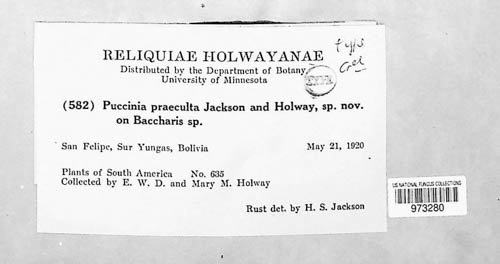 RELIQUIAE HOLWAYANAE
Distributed by the Department of Botany,
University of Minnesota
type
(582) Puccinia praeculta Jackson and Holway, sp. nov.
on Baccharis sp.
San Felipe, Sur Yungas, Bolivia May 21, 1920
Plants of South America No. 635
Collected by E. W. D. and Mary M. Holway
Rust det. by H. S. Jackson
US NATIONAL FUNGUS COLLECTIONS
973280